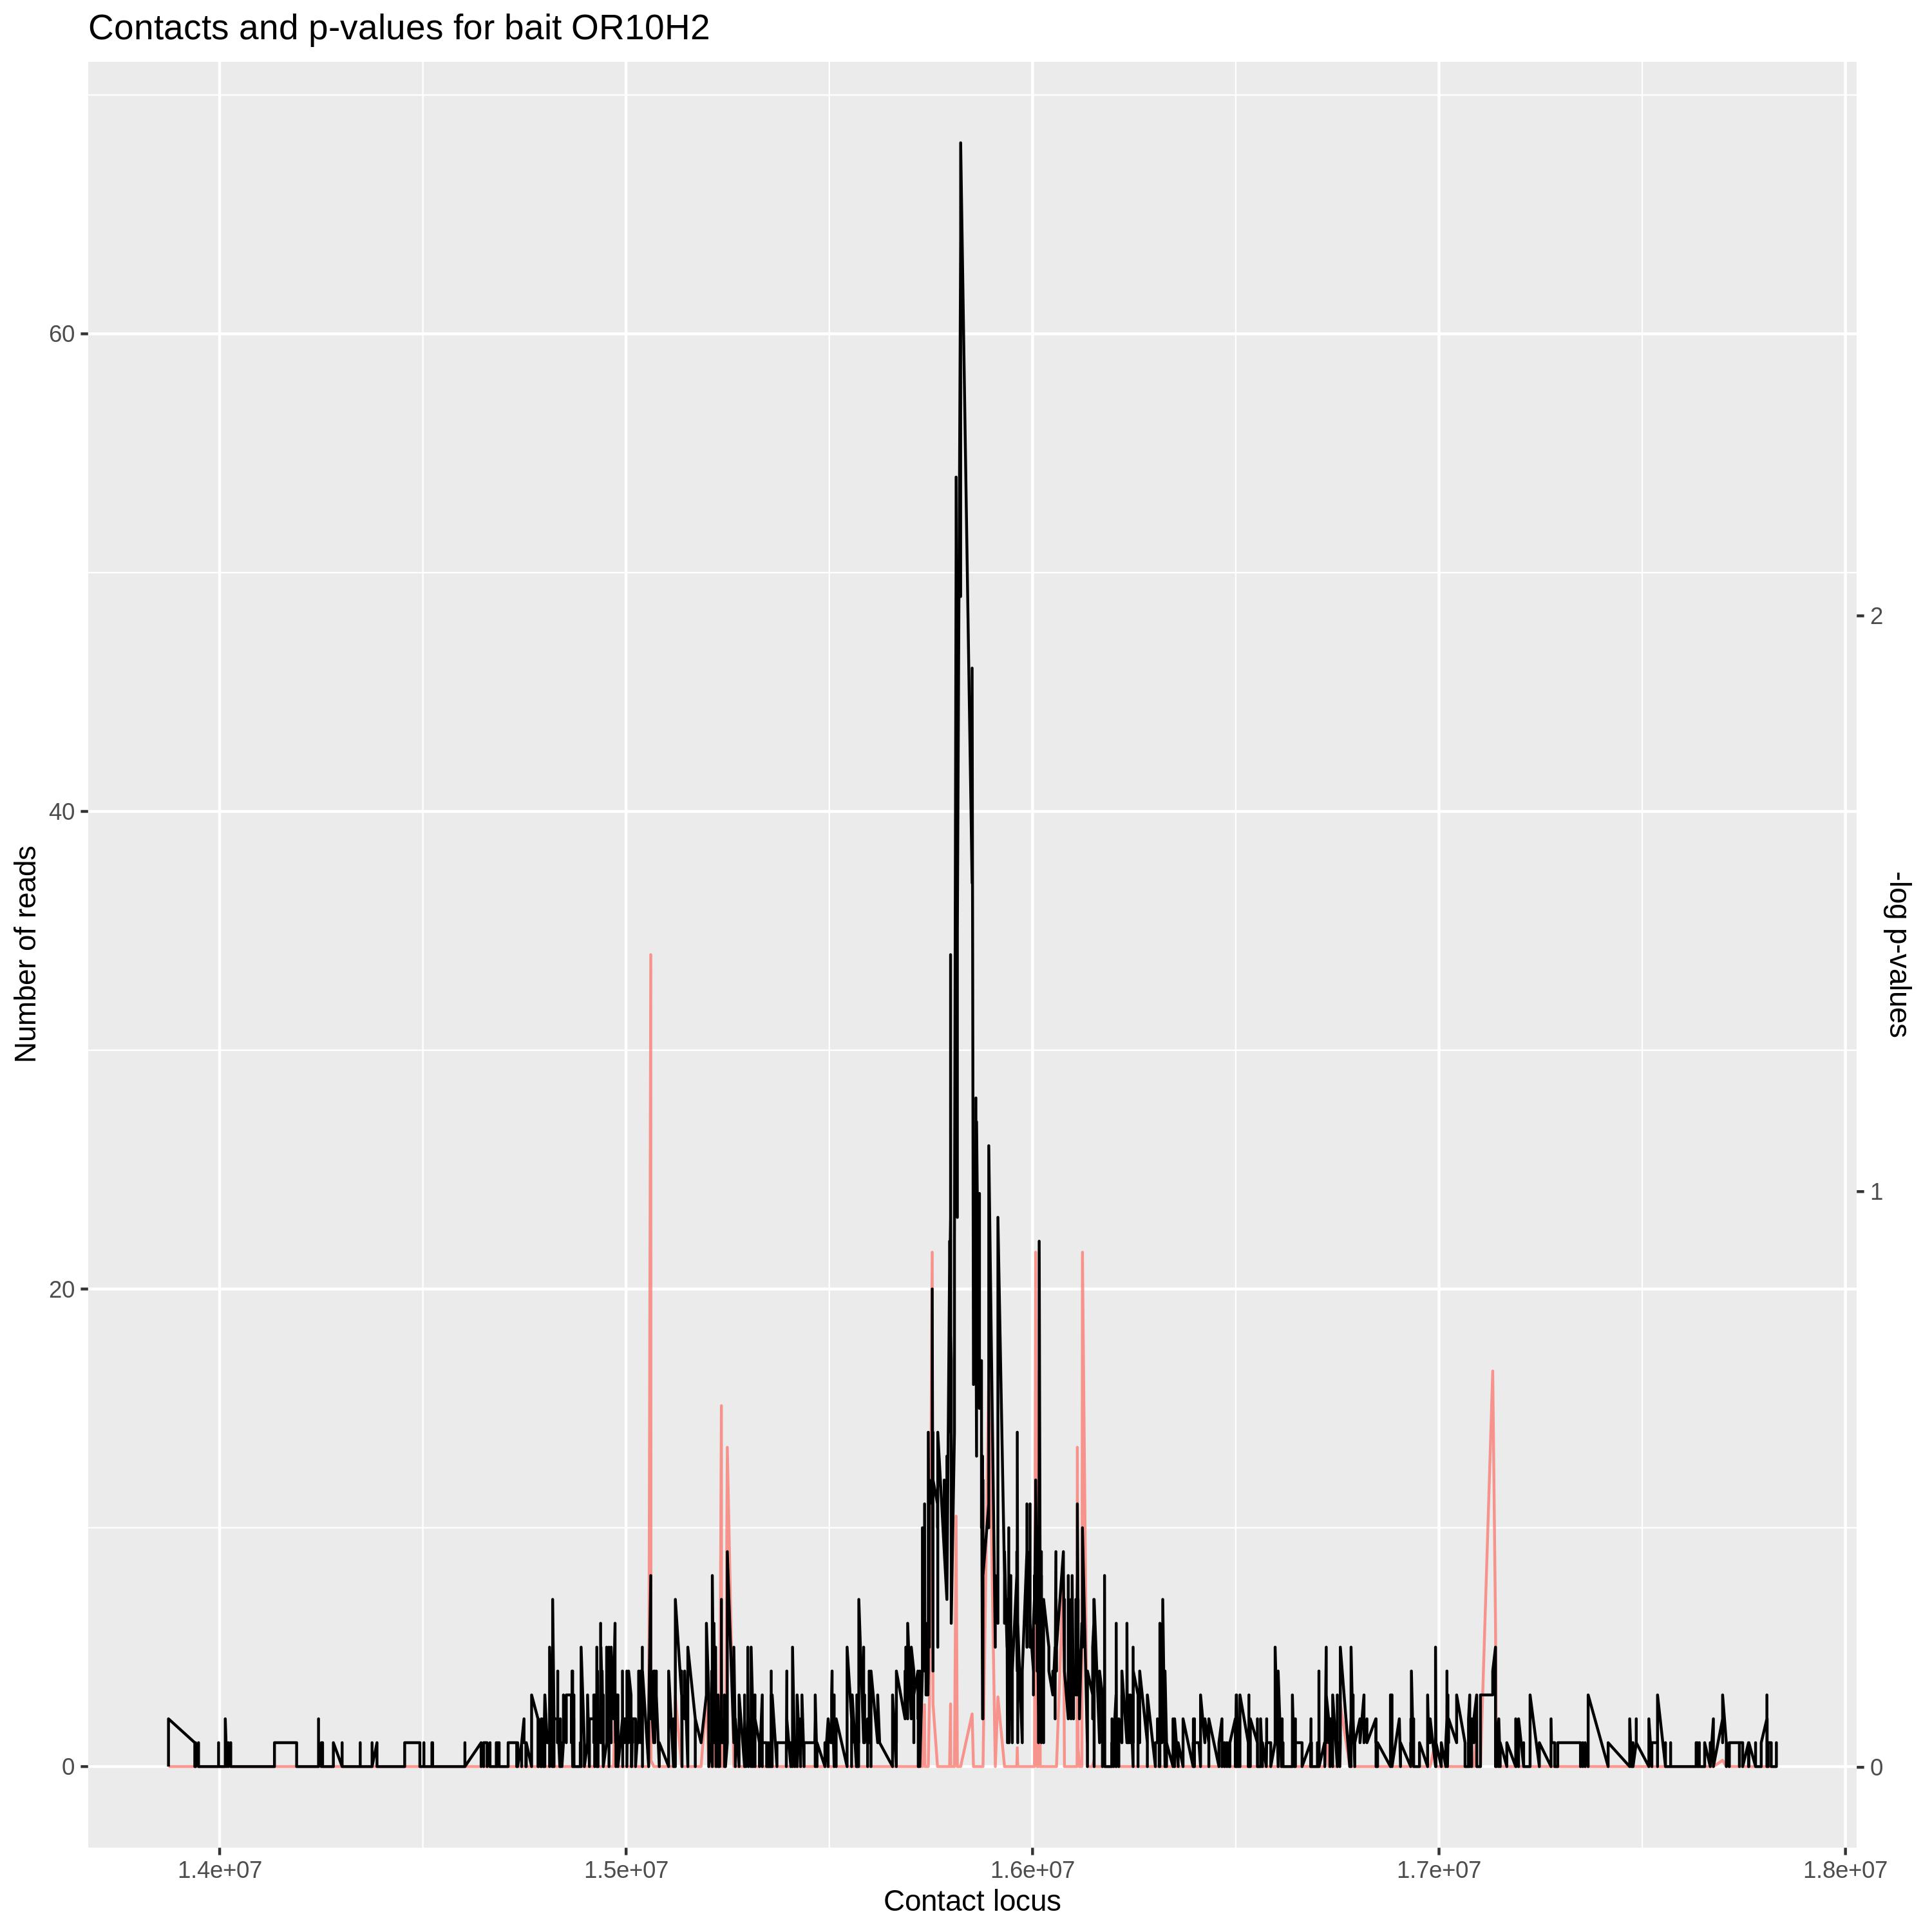 Contacts and p-values for bait OR10H2
Number of reads
60
40
20
0
-log p-values
2
1
0
1.4e+07 1.5e+07 1.6e+07 1.7e+07 1.8e+07
Contact locus